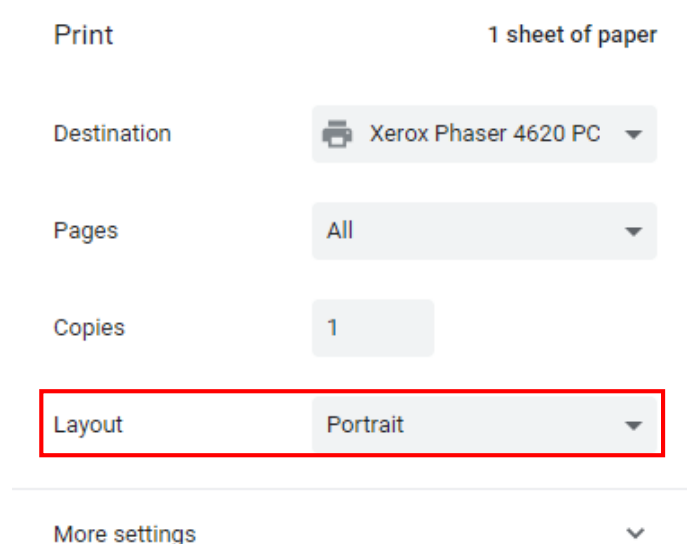 Print 1 sheet of paper
Destination Xerox Phaser 4620 PC
Pages All
Copies 1
Layout Portrait
More settings